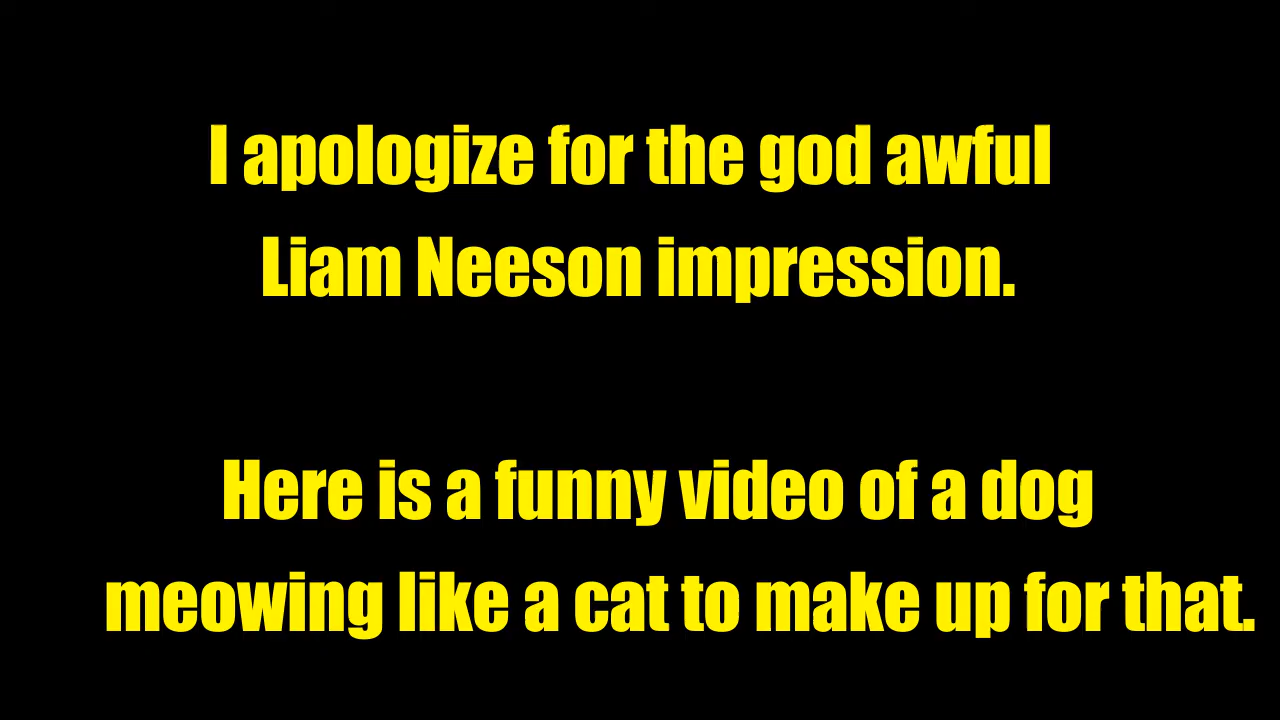 I apologize for the god awful
Liam Neeson impression.
Here is a funny video of a dog
meowing like a cat to make up for that.